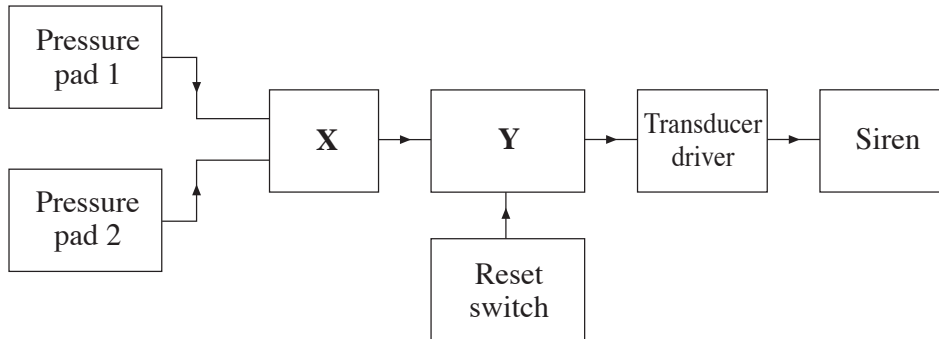 Pressure
pad 1
X
Y
Transducer
driver
Siren
Pressure
pad 2
Reset
switch